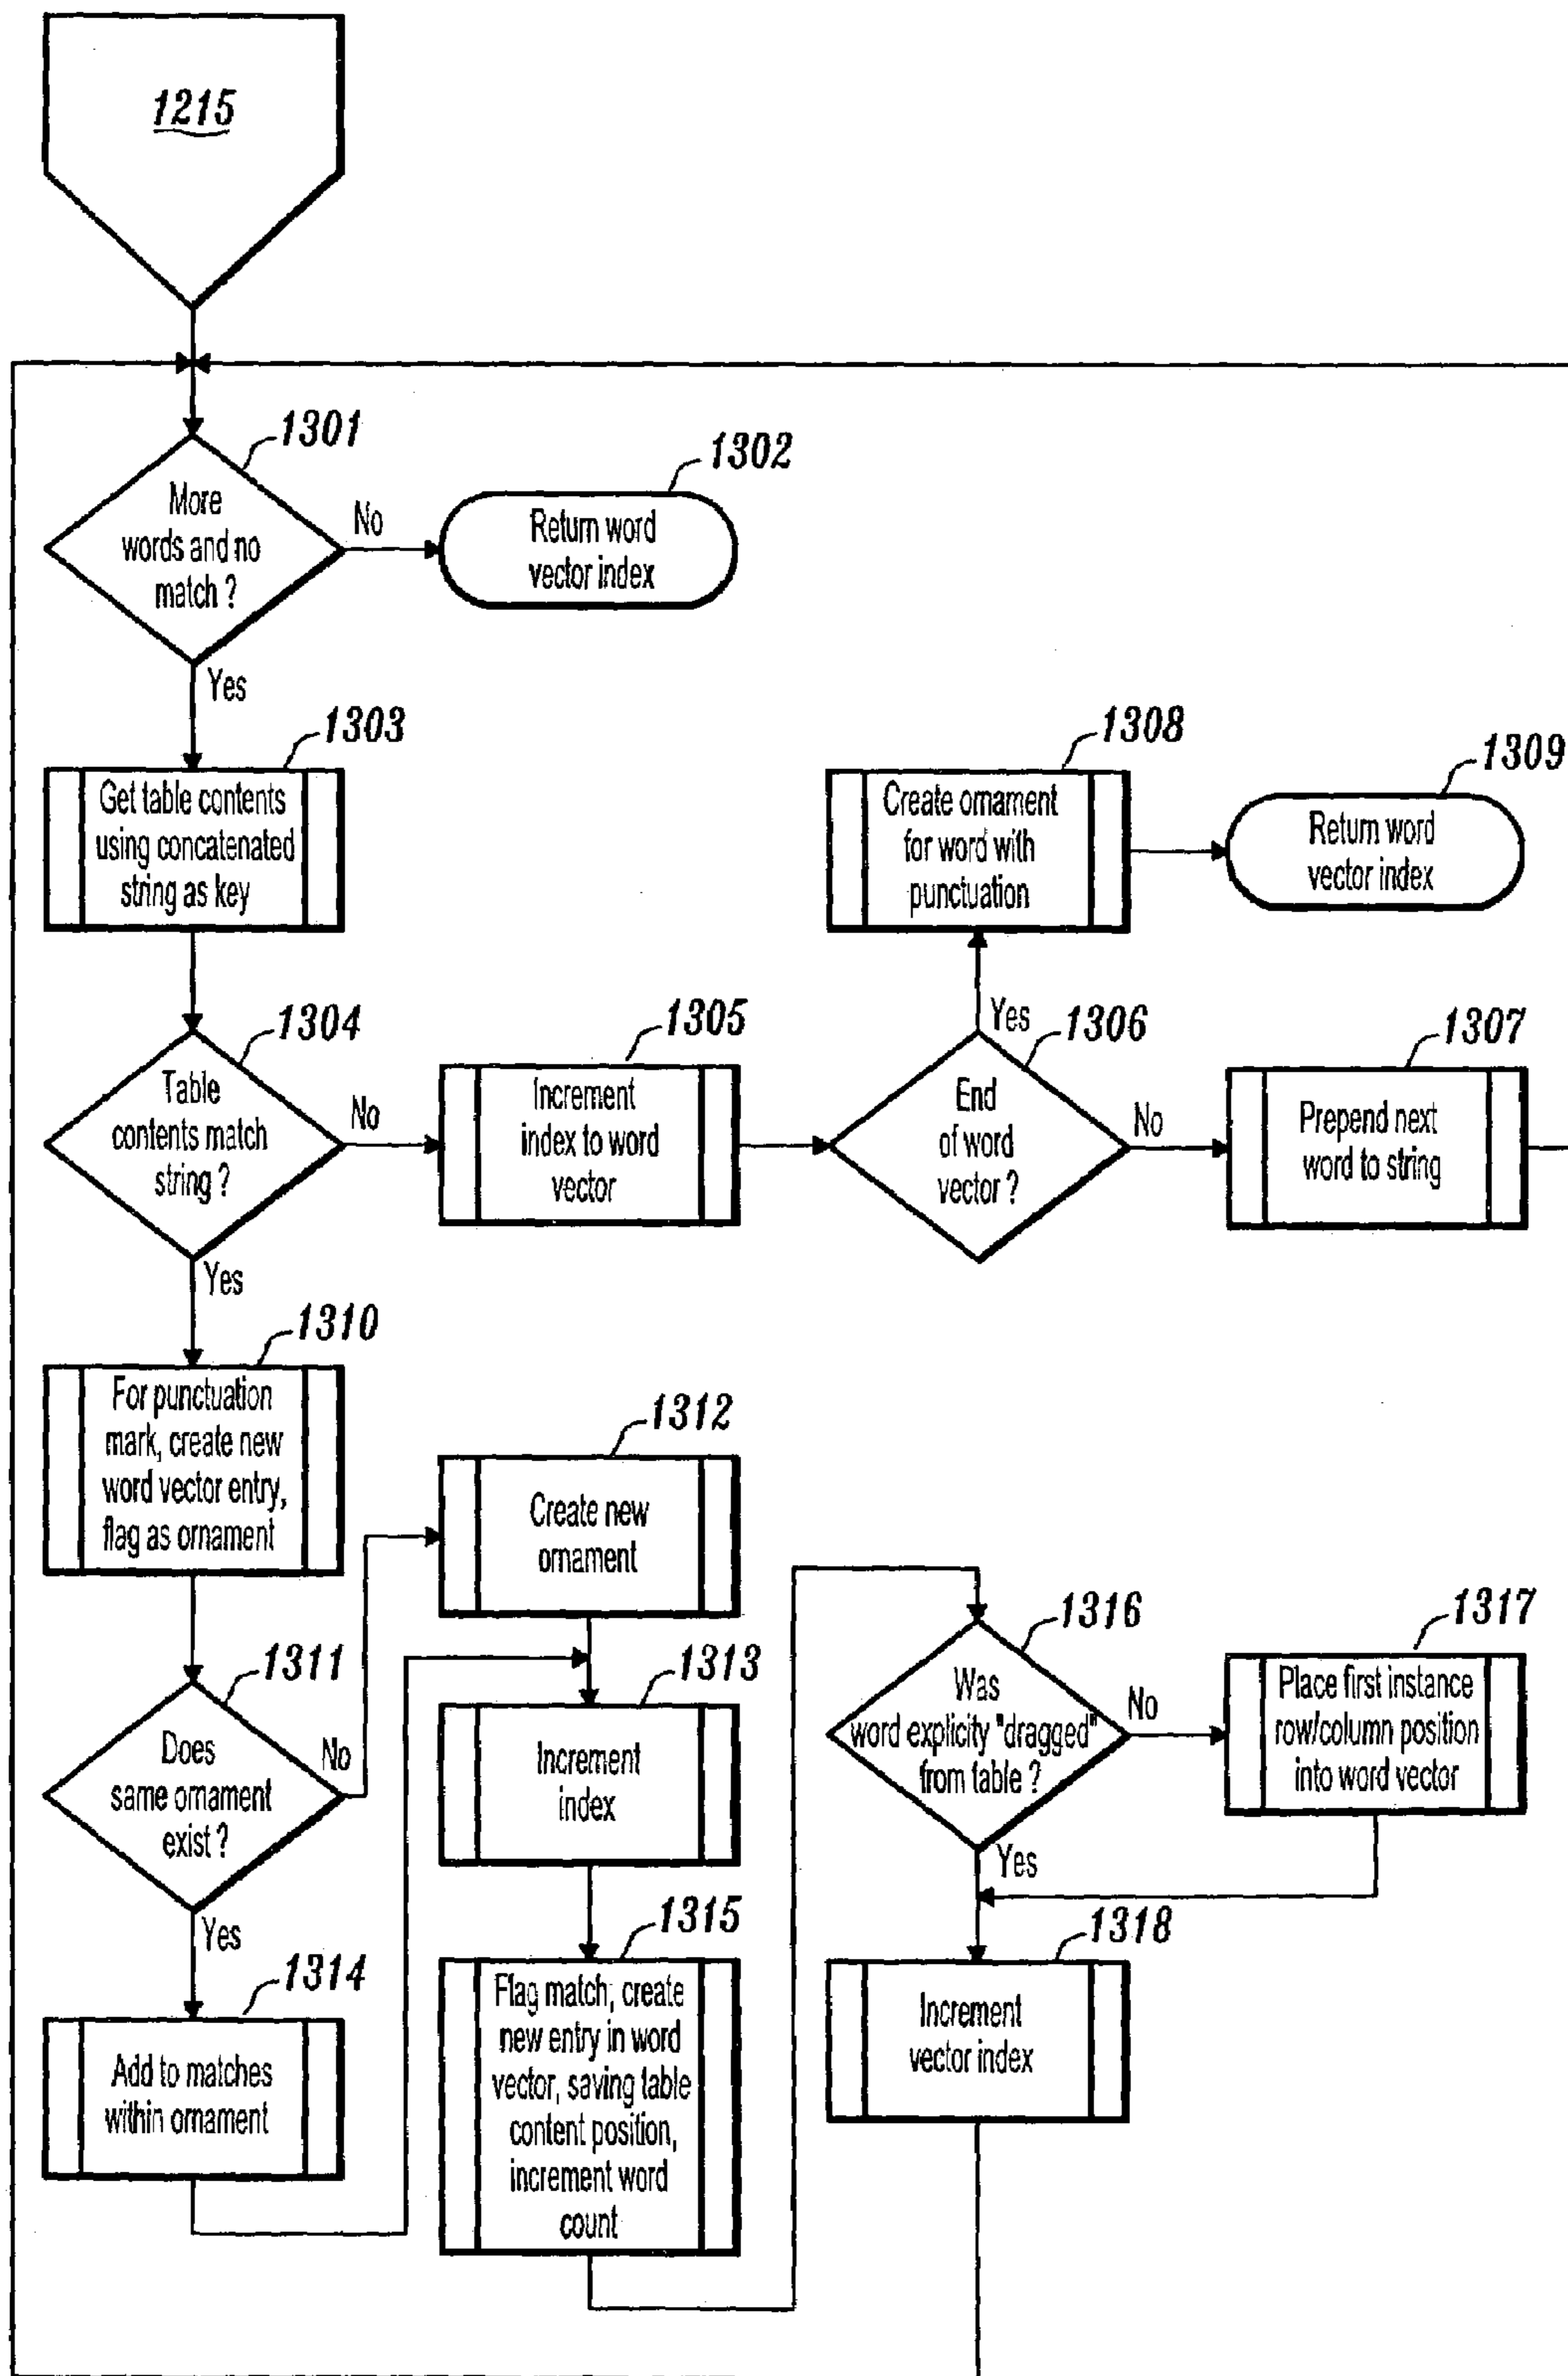 1215
1301
More
words and no
match ?
No
1302
Return word
vector index
Yes
1303
Get table contents
using concatenated
string as key
1304
Table
contents match
string ?
No
1305
Increment
index to word
vector
1306
End
of word
vector ?
Yes
1308
Create ornament
for word with
punctuation
1309
Return word
vector index
No
1307
Prepend next
word to string
Yes
1310
For punctuation
mark, create new
word vector entry,
flag as ornament
1311
Does
same ornament
exist ?
No
1312
Create new
ornament
1313
Increment
index
Yes
1314
Add to matches
within ornament
1315
Flag match, create
new entry in word
vector, saving table
content position,
increment word
count
1316
Was
word explicity "dragged"
from table ?
No
1317
Place first instance
row/column position
into word vector
Yes
1318
Increment
vector index